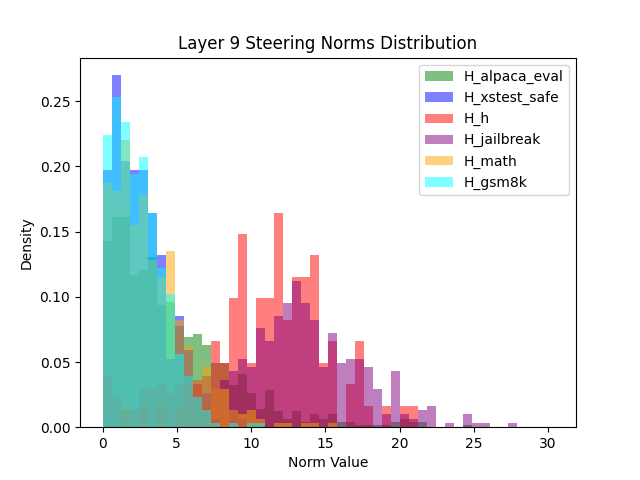 Layer 9 Steering Norms Distribution
H_alpaca_eval
H_xstest_safe
H_h
H_jailbreak
H_math
H_gsm8k
Density
0.25
0.20
0.15
0.10
0.05
0.00
0 5 10 15 20 25 30
Norm Value